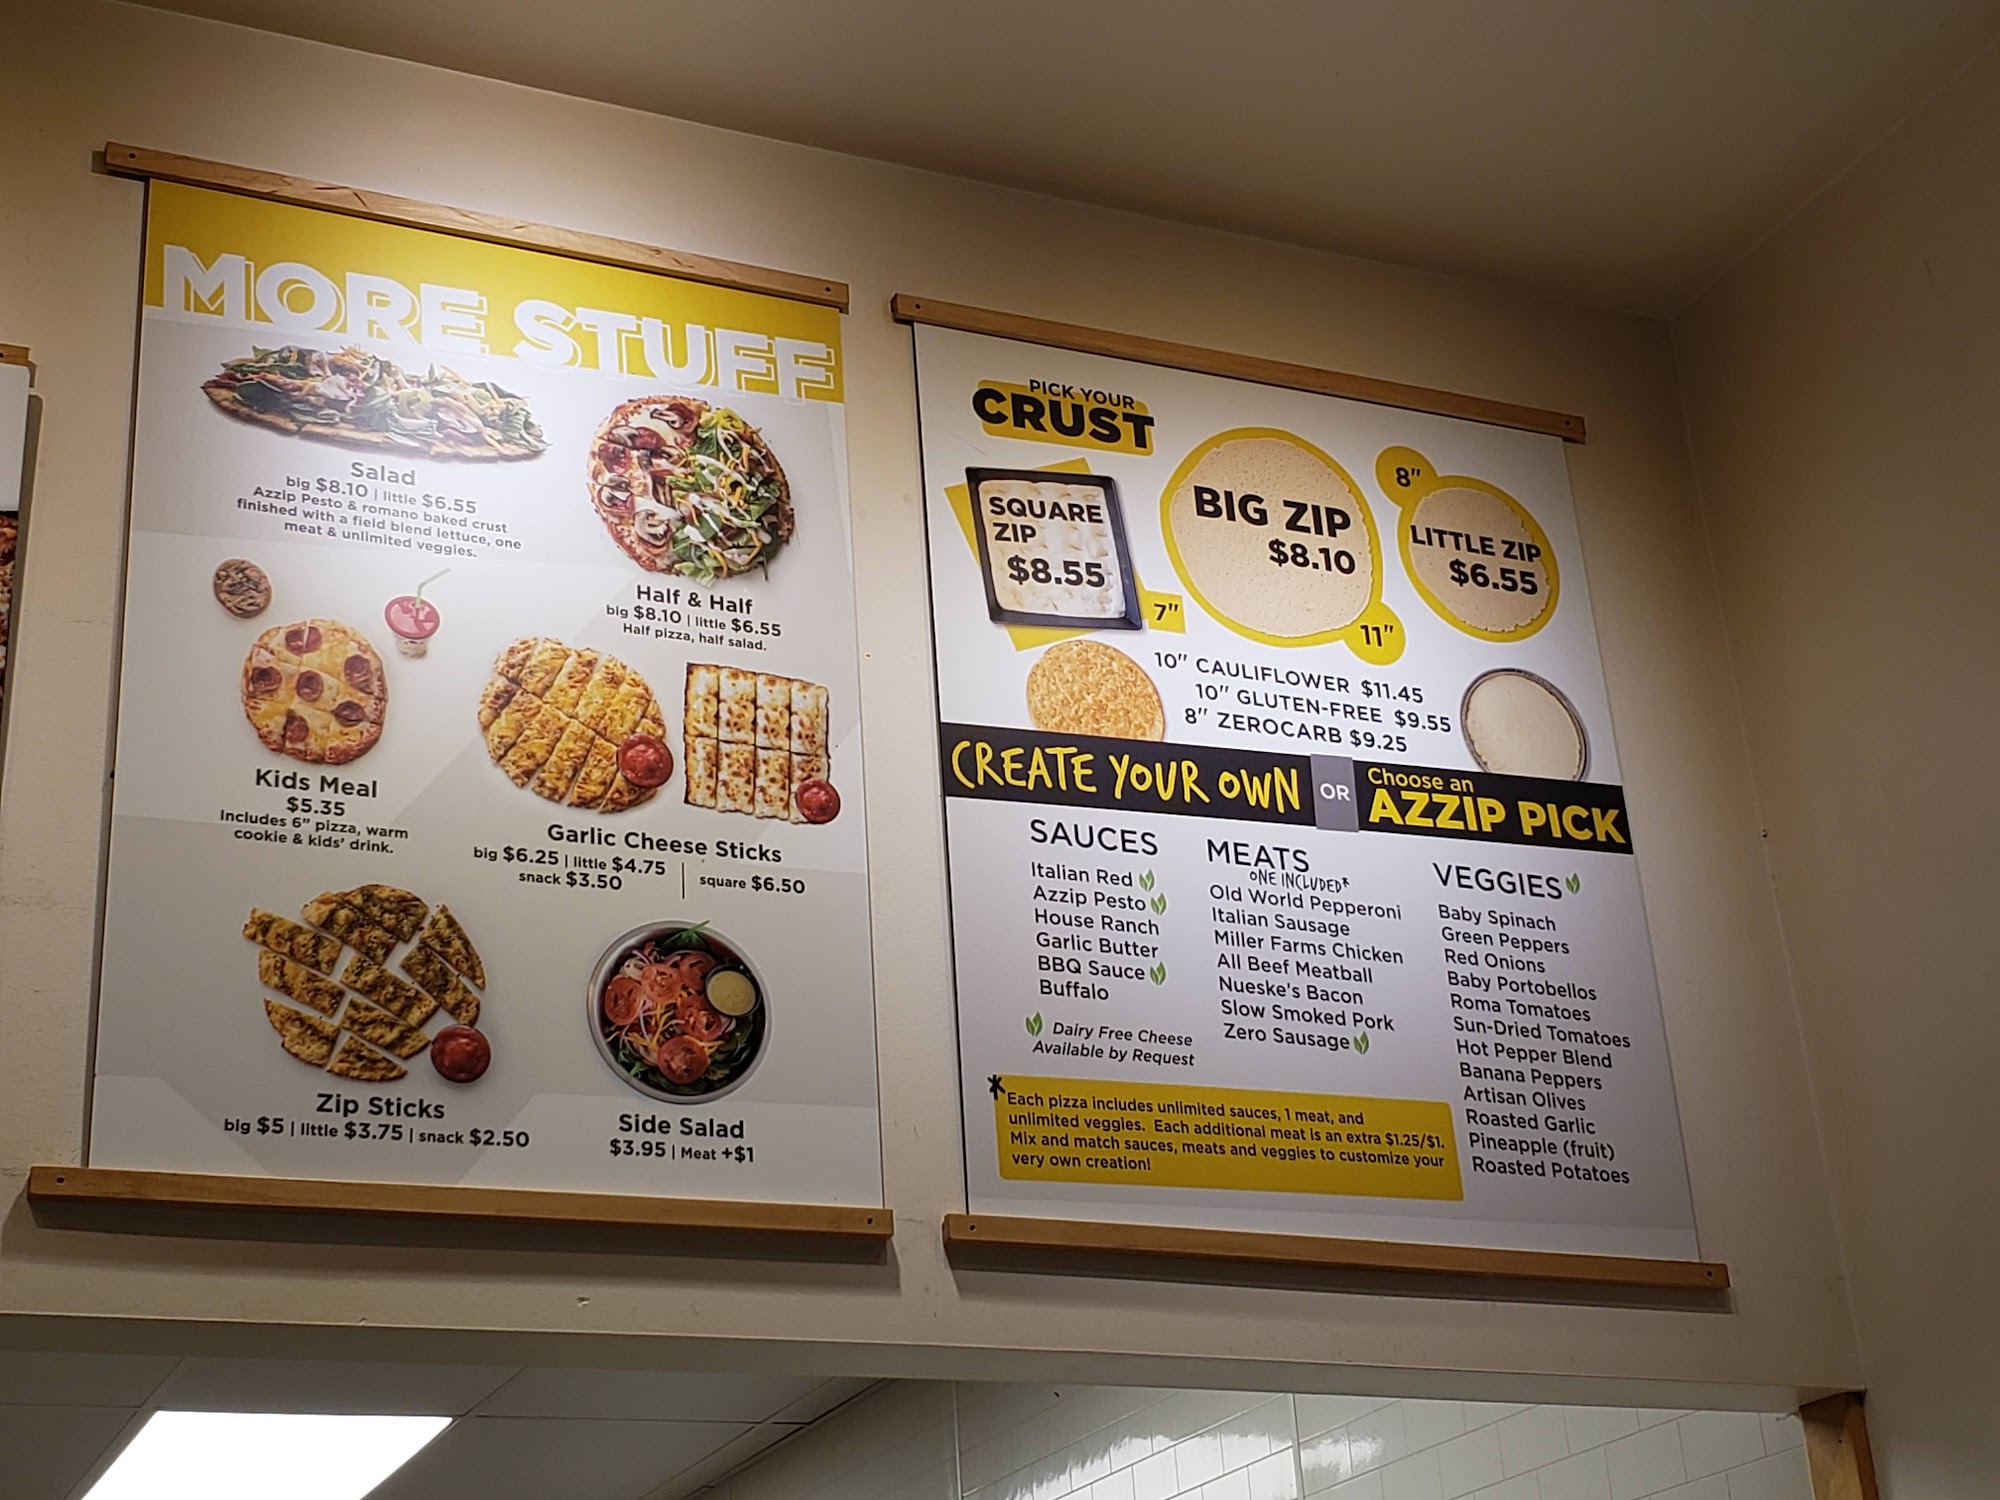 MORE STUFF
Salad
big $8.10 | little $6.55
Azzip Pesto & romano baked crust
finished with a field blend lettuce, one
meat & unlimited veggies.
Half & Half
big $8.10 | little $6.55
Half pizza, half salad.
Kids Meal
$5.35
Includes 6" pizza, warm
cookie & kids' drink.
Garlic Cheese Sticks
big $6.25 | little $4.75
snack $3.50
square $6.50
Zip Sticks
big $5 | little $3.75 | snack $2.50
Side Salad
$3.95 | Meat +$1
PICK YOUR
CRUST
SQUARE
ZIP
$8.55
7"
BIG ZIP
$8.10
11"
8"
LITTLE ZIP
$6.55
10" CAULIFLOWER $11.45
10" GLUTEN-FREE $9.55
8" ZEROCARB $9.25
CREATE YOUR OWN
OR
Choose an
AZZIP PICK
SAUCES
Italian Red
Azzip Pesto
House Ranch
Garlic Butter
BBQ Sauce
Buffalo
Dairy Free Cheese
Available by Request
MEATS
ONE INCLUDED*
Old World Pepperoni
Italian Sausage
Miller Farms Chicken
All Beef Meatball
Nueske's Bacon
Slow Smoked Pork
Zero Sausage
VEGGIES
Baby Spinach
Green Peppers
Red Onions
Baby Portobellos
Roma Tomatoes
Sun-Dried Tomatoes
Hot Pepper Blend
Banana Peppers
Artisan Olives
Roasted Garlic
Pineapple (fruit)
Roasted Potatoes
*Each pizza includes unlimited sauces, 1 meat, and
unlimited veggies. Each additional meat is an extra $1.25/$1.
Mix and match sauces, meats and veggies to customize your
very own creation!